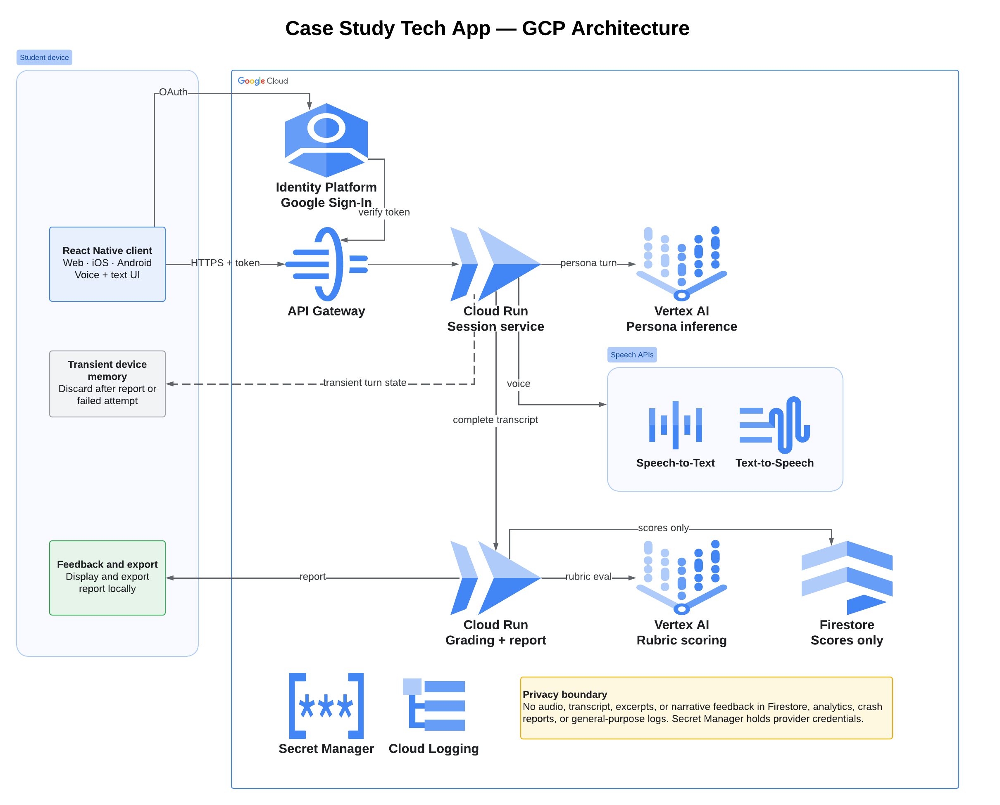 Case Study Tech App — GCP Architecture
Student device
Google Cloud
OAuth
Identity Platform
Google Sign-In
verify token
React Native client
Web · iOS · Android
Voice + text UI
HTTPS + token
API Gateway
Cloud Run
Session service
persona turn
Vertex AI
Persona inference
Transient device
memory
Discard after report or
failed attempt
transient turn state
voice
Speech APIs
Speech-to-Text
Text-to-Speech
complete transcript
scores only
Feedback and export
Display and export
report locally
report
Cloud Run
Grading + report
rubric eval
Vertex AI
Rubric scoring
Firestore
Scores only
***
Secret Manager
Cloud Logging
Privacy boundary
No audio, transcript, excerpts, or narrative feedback in Firestore, analytics, crash
reports, or general-purpose logs. Secret Manager holds provider credentials.